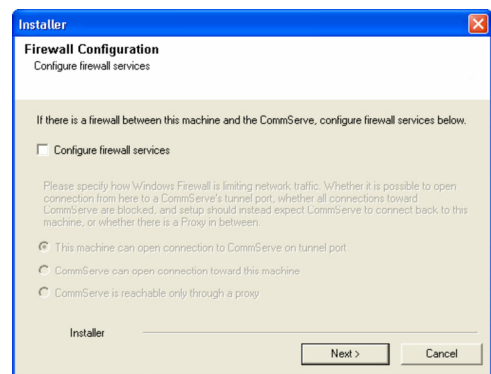 Installer
Firewall Configuration
Configure firewall services
If there is a firewall between this machine and the CommServe, configure firewall services below.
Configure firewall services
Please specify how Windows Firewall is limiting network traffic. Whether it is possible to open
connection from here to a CommServe's tunnel port, whether all connections toward
CommServe are blocked, and setup should instead expect CommServe to connect back to this
machine, or whether there is a Proxy in between.
This machine can open connection to CommServe on tunnel port
CommServe can open connection toward this machine
CommServe is reachable only through a proxy
Installer
Next >
Cancel